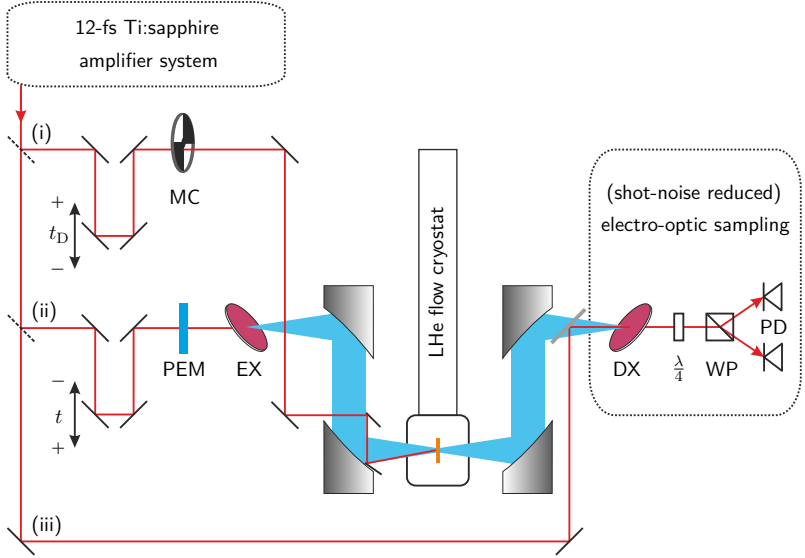 12-fs Ti:sapphire
amplifier system
(i)
MC
+
t_D
−
(shot-noise reduced)
electro-optic sampling
LHe flow cryostat
(ii)
PEM
EX
DX
λ/4
WP
PD
−
t
+
(iii)